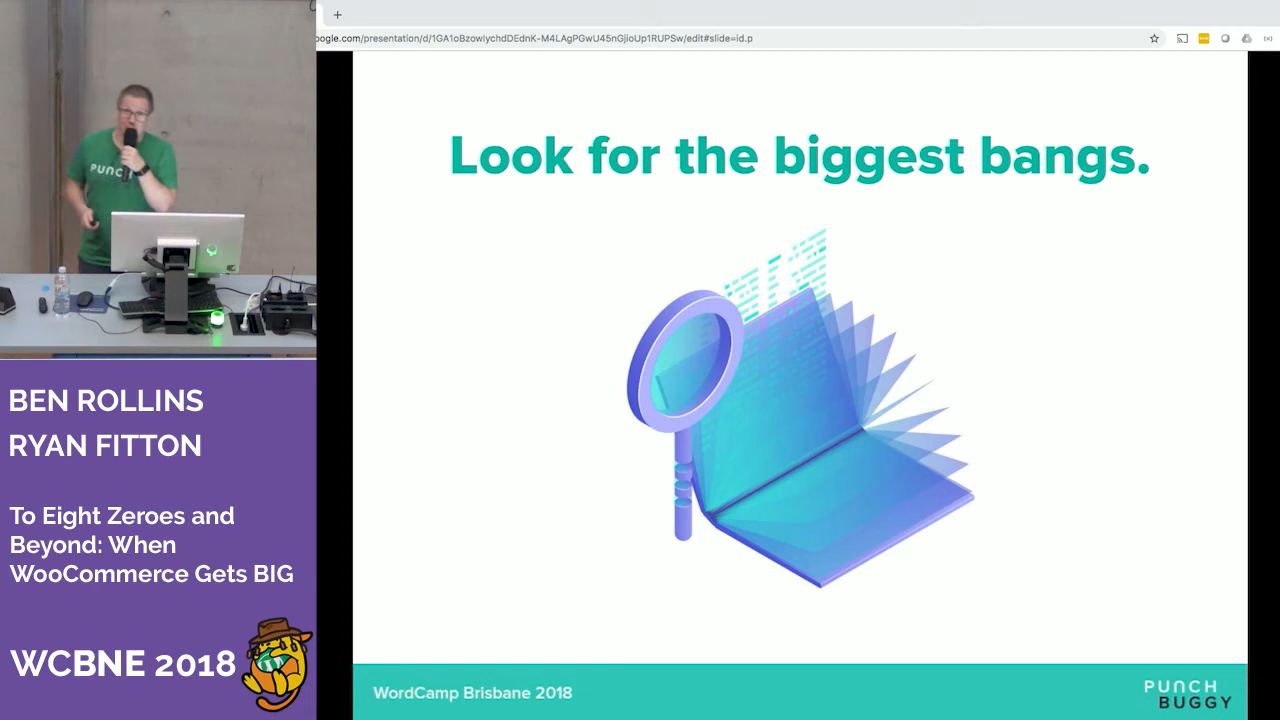 oogle.com/presentation/d/1GA1oBzowIychdDEdnK-M4LAgPGwU45nGjioUp1RUPSw/edit#slide=id.p
Look for the biggest bangs.
PUNCH
BEN ROLLINS
RYAN FITTON
To Eight Zeroes and
Beyond: When
WooCommerce Gets BIG
WCBNE 2018
WordCamp Brisbane 2018
PUNCH
BUGGY